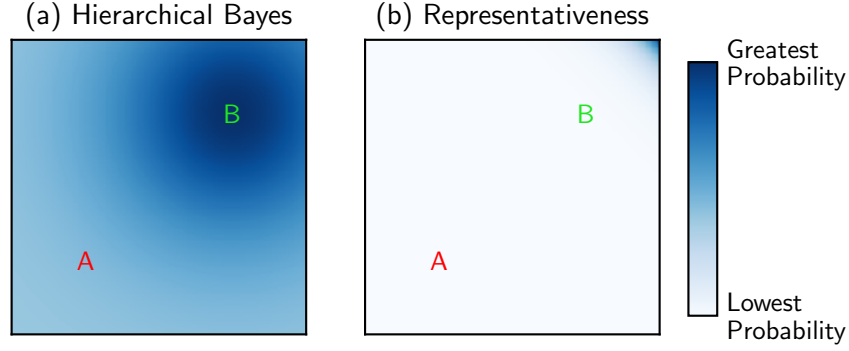 (a) Hierarchical Bayes
(b) Representativeness
B
A
B
A
Greatest
Probability
Lowest
Probability